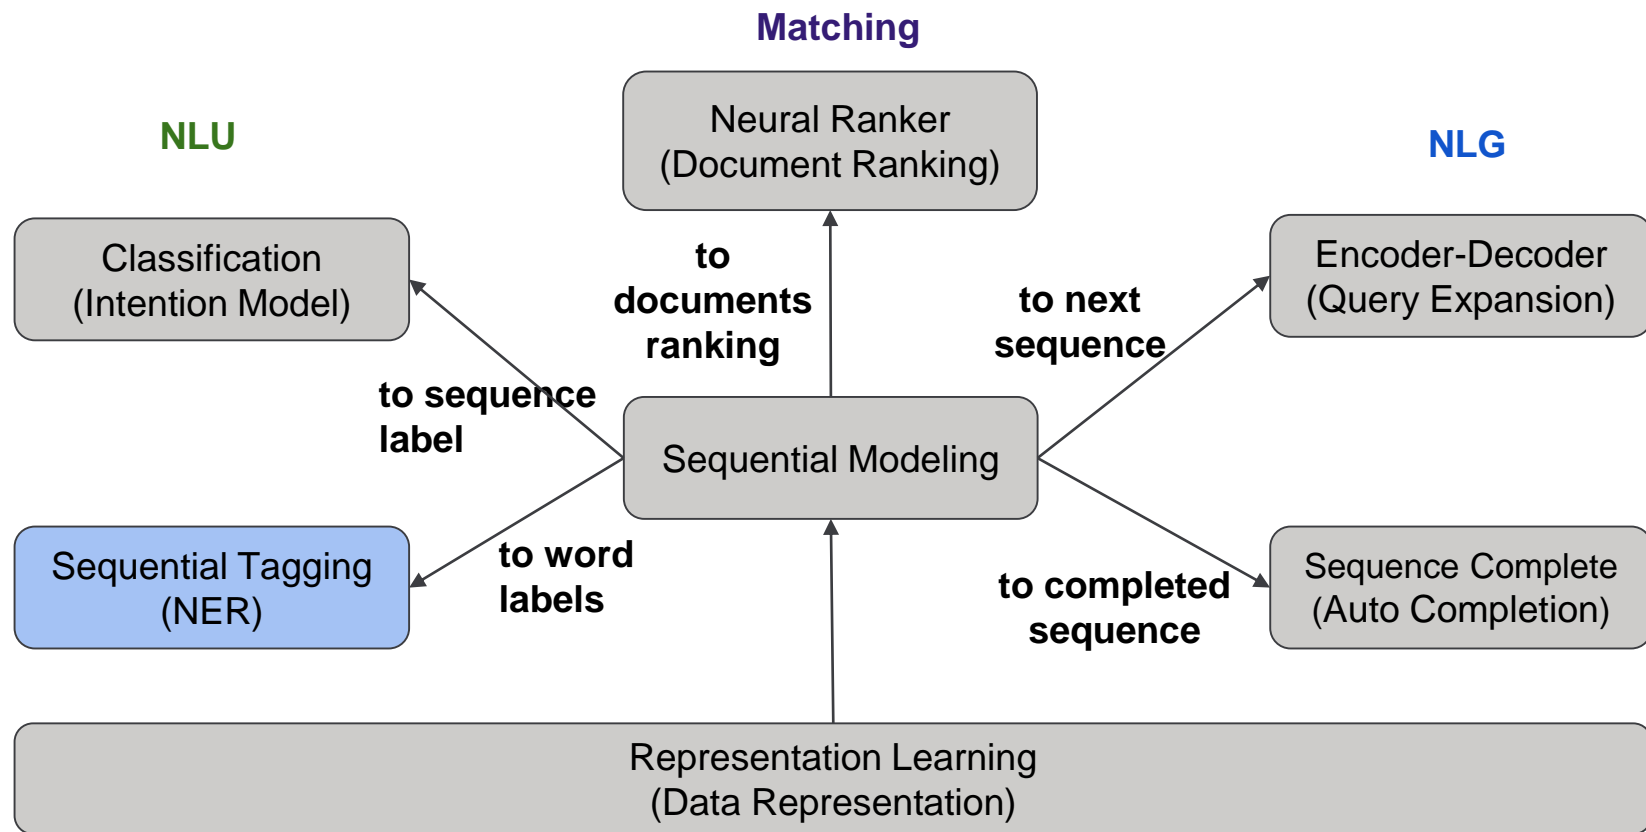 Matching
NLU
Neural Ranker
(Document Ranking)
NLG
Classification
(Intention Model)
to
documents
ranking
to next
sequence
Encoder-Decoder
(Query Expansion)
to sequence
label
Sequential Modeling
Sequential Tagging
(NER)
to word
labels
to completed
sequence
Sequence Complete
(Auto Completion)
Representation Learning
(Data Representation)